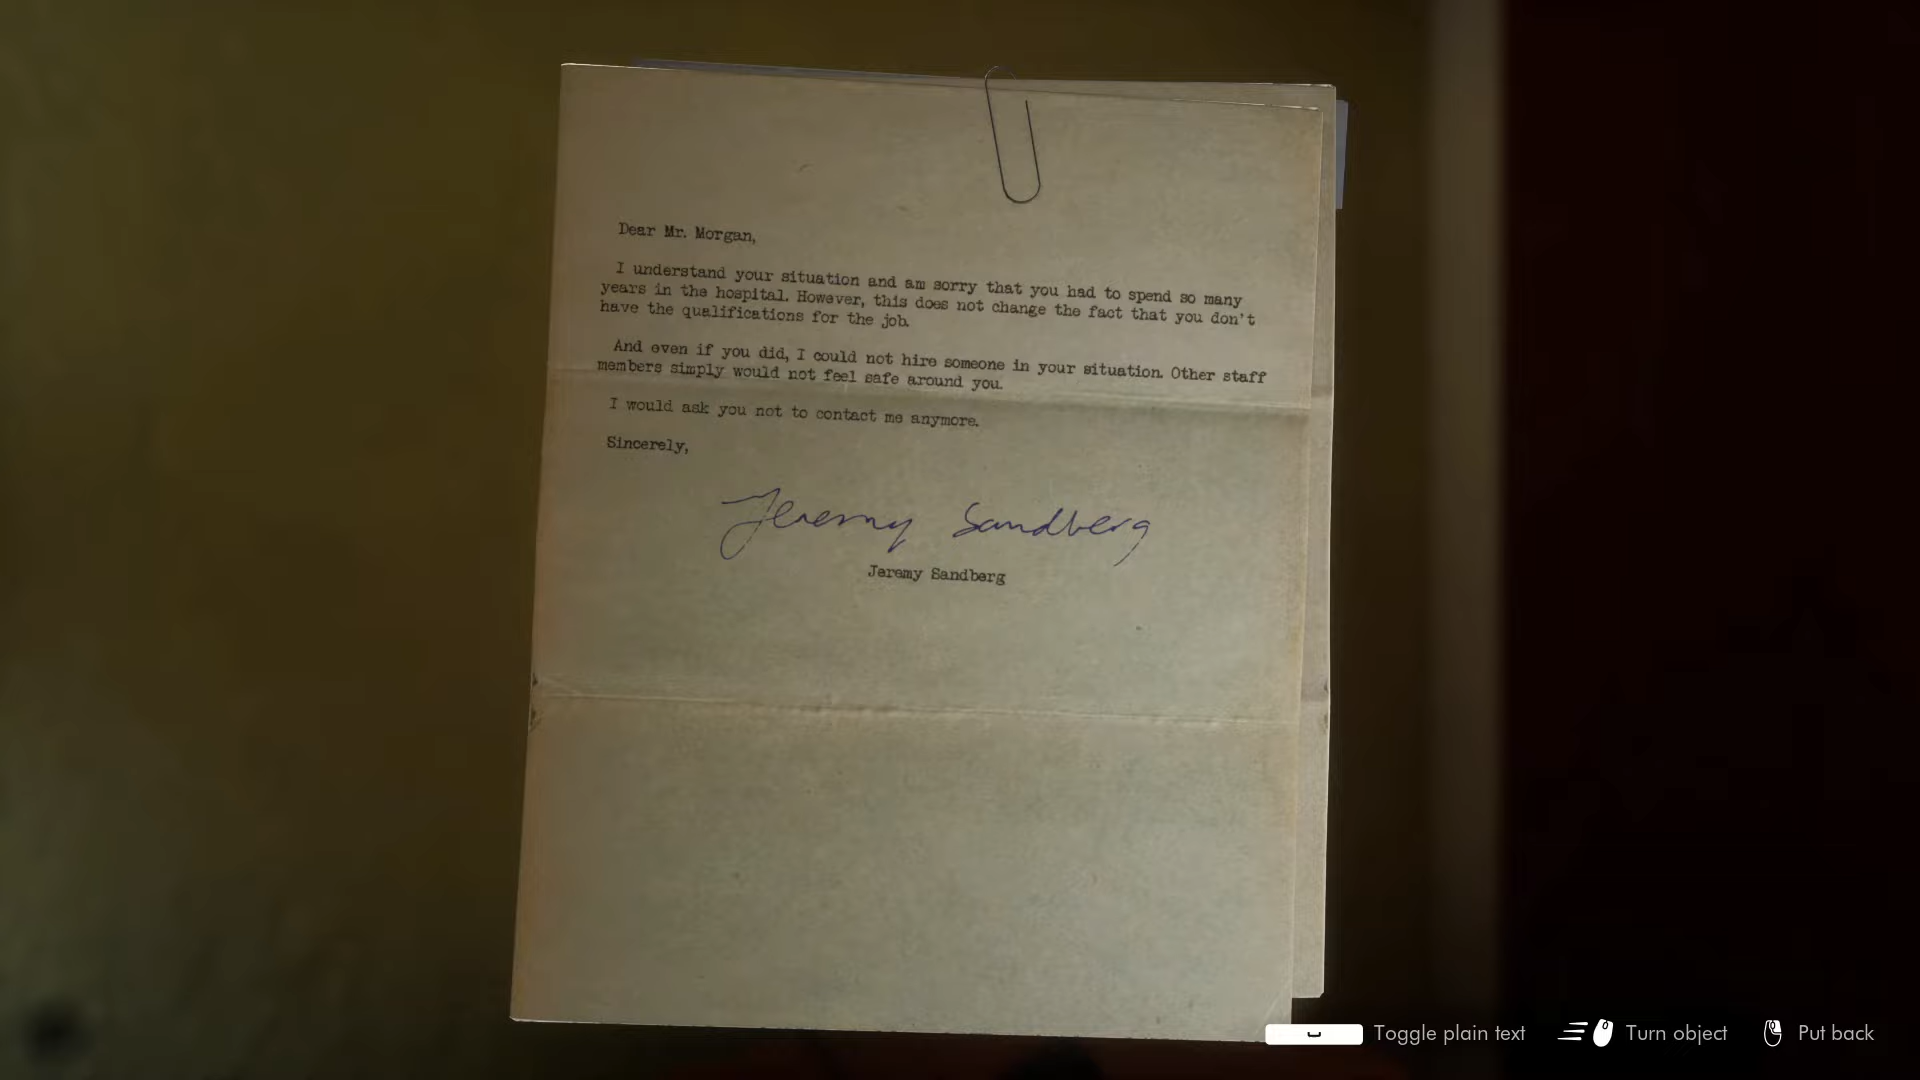 Dear Mr. Morgan,
I understand your situation and am sorry that you had to spend so many
years in the hospital. However, this does not change the fact that you don't
have the qualifications for the job.
And even if you did, I could not hire someone in your situation. Other staff
members simply would not feel safe around you.
I would ask you not to contact me anymore.
Sincerely,
Jeremy Sandberg
Jeremy Sandberg
Toggle plain text
Turn object
Put back